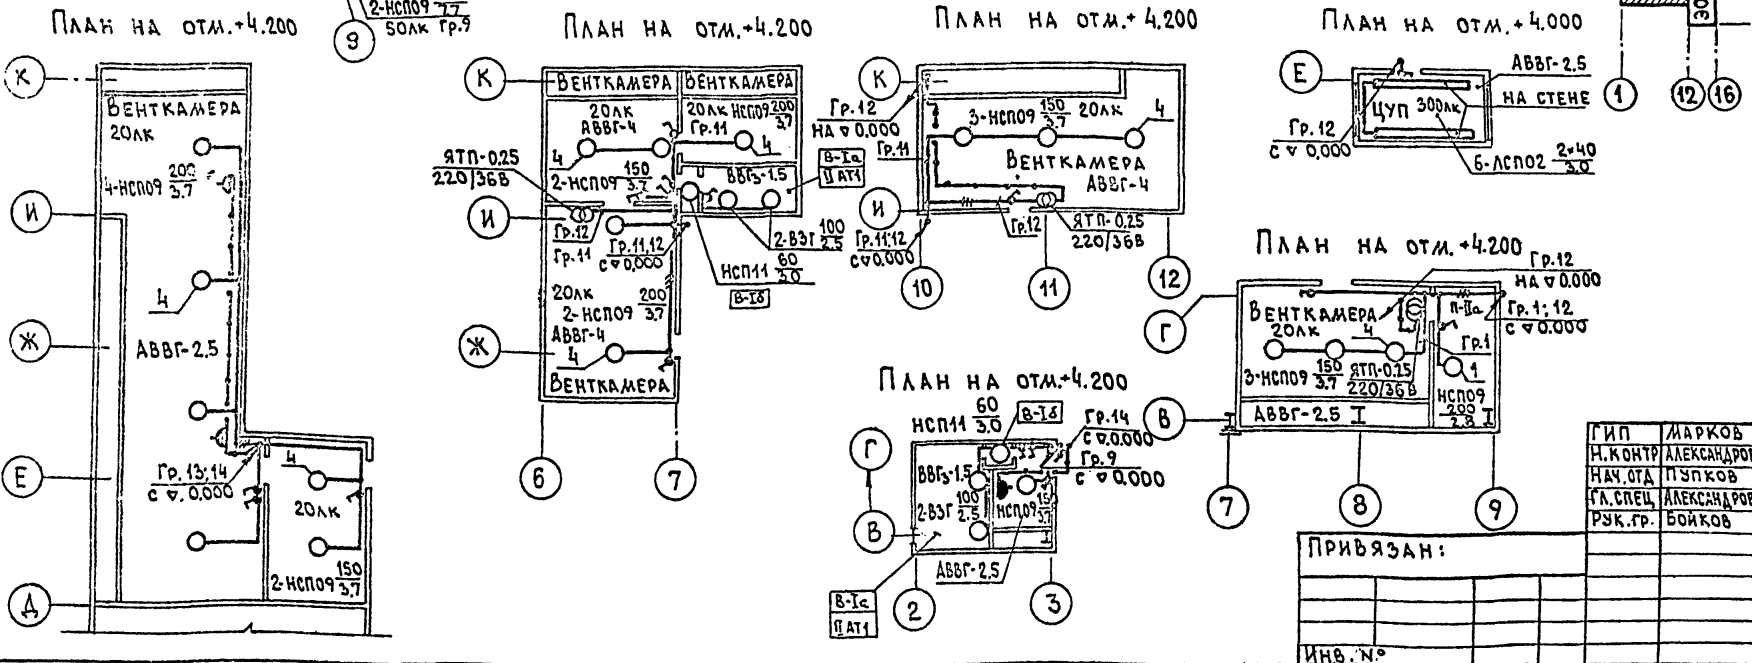 План на отм.+4.200
2-НСП09 7.7
50лк Гр.9
9
К
И
Ж
Е
Д
Венткамера
20лк
4-НСП09 200/3.7
4
АВВГ-2.5
Гр. 13;14
с ▽ 0,000
4
20лк
2-НСП09 150/3.7
План на отм.+4.200
К
И
Ж
6
7
Венткамера
Венткамера
20лк
АВВГ-4
4
20лк НСП09 200/3.7
Гр.11
4
ЯТП-0,25
220/36В
2-НСП09 150/3.7
ВВГз-1.5
В-Iа
II АТ1
Гр.12
Гр.11
Гр.11,12
с ▽ 0,000
2-ВЗГ 100/2.5
НСП11 60/3.0
В-Iб
20лк
2-НСП09 200/3.7
АВВГ-4
4
Венткамера
План на отм.+ 4.200
К
И
10
11
12
Гр.12
на ▽ 0.000
Гр.11
3-НСП09 150/3.7 20лк
4
Венткамера
АВВГ-4
Гр.11;12
с ▽ 0.000
Гр.12
ЯТП-0.25
220/36В
План на отм.+4.000
Е
АВВГ-2,5
на стене
ЦУП 300лк
Гр.12
с ▽ 0,000
6-ЛСП02 2×40/3.0
30
1
12
16
План на отм.+4.200
Г
В
7
8
9
Гр.12
на ▽ 0.000
Гр.1;12
с ▽ 0.000
Венткамера
20лк
4
П-IIа
Гр.1
1
3-НСП09 150/3.7
ЯТП-0.25
220/36В
НСП09
200/2.8
АВВГ-2.5
План на отм.+4.200
Г
В
2
3
НСП11 60/3.0
В-Iб
Гр.14
с ▽ 0.000
Гр.9
с ▽ 0,000
ВВГз-1.5
2-ВЗГ 100/2.5
НСП09 15/3.7
АВВГ-2.5
В-Iа
II АТ1
ГИП Марков
Н.контр Александров
Нач.отд Пупков
Гл.спец Александров
Рук.гр. Бойков
Привязан:
Инв. №